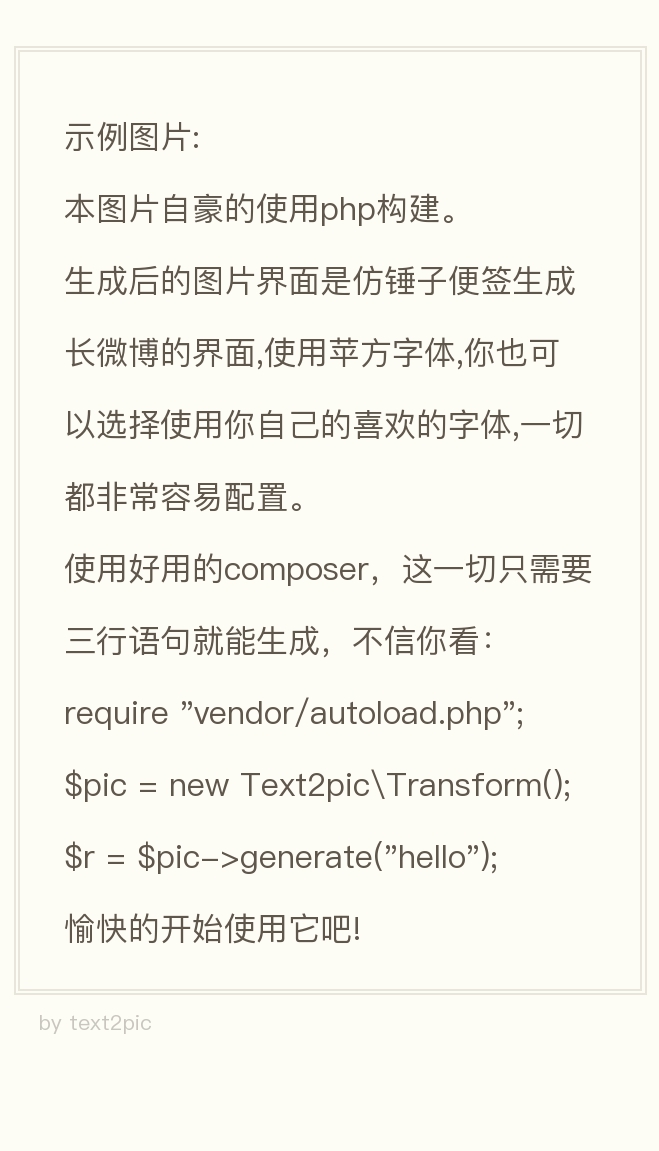 示例图片:
本图片自豪的使用php构建。
生成后的图片界面是仿锤子便签生成
长微博的界面,使用苹方字体,你也可
以选择使用你自己的喜欢的字体,一切
都非常容易配置。
使用好用的composer，这一切只需要
三行语句就能生成，不信你看：
require ”vendor/autoload.php”;
$pic = new Text2pic\Transform();
$r = $pic->generate(”hello”);
愉快的开始使用它吧!
by text2pic